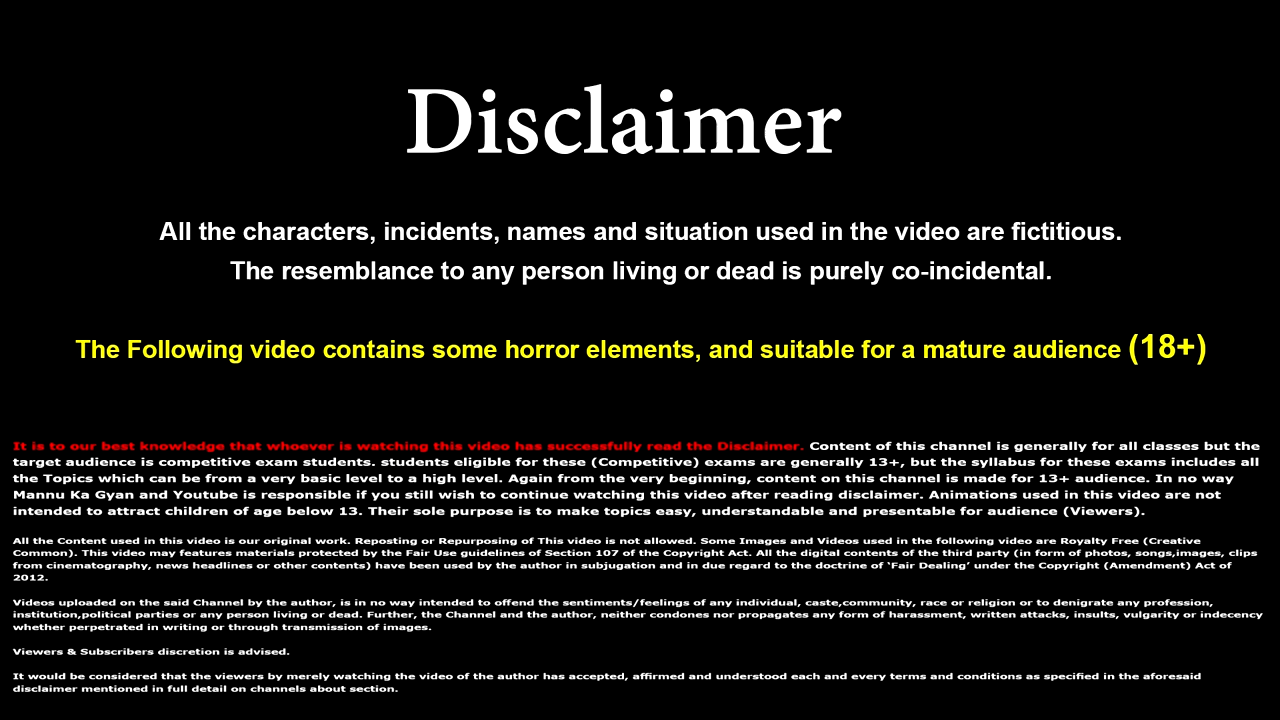 Disclaimer
All the characters, incidents, names and situation used in the video are fictitious.
The resemblance to any person living or dead is purely co-incidental.
The Following video contains some horror elements, and suitable for a mature audience (18+)
It is to our best knowledge that whoever is watching this video has successfully read the Disclaimer. Content of this channel is generally for all classes but the
target audience is competitive exam students. students eligible for these (Competitive) exams are generally 13+, but the syllabus for these exams includes all
the Topics which can be from a very basic level to a high level. Again from the very beginning, content on this channel is made for 13+ audience. In no way
Mannu Ka Gyan and Youtube is responsible if you still wish to continue watching this video after reading disclaimer. Animations used in this video are not
intended to attract children of age below 13. Their sole purpose is to make topics easy, understandable and presentable for audience (Viewers).
All the Content used in this video is our original work. Reposting or Repurposing of This video is not allowed. Some Images and Videos used in the following video are Royalty Free (Creative
Common). This video may features materials protected by the Fair Use guidelines of Section 107 of the Copyright Act. All the digital contents of the third party (in form of photos, songs,images, clips
from cinematography, news headlines or other contents) have been used by the author in subjugation and in due regard to the doctrine of ‘Fair Dealing’ under the Copyright (Amendment) Act of
2012.
Videos uploaded on the said Channel by the author, is in no way intended to offend the sentiments/feelings of any individual, caste,community, race or religion or to denigrate any profession,
institution,political parties or any person living or dead. Further, the Channel and the author, neither condones nor propagates any form of harassment, written attacks, insults, vulgarity or indecency
whether perpetrated in writing or through transmission of images.
Viewers & Subscribers discretion is advised.
It would be considered that the viewers by merely watching the video of the author has accepted, affirmed and understood each and every terms and conditions as specified in the aforesaid
disclaimer mentioned in full detail on channels about section.